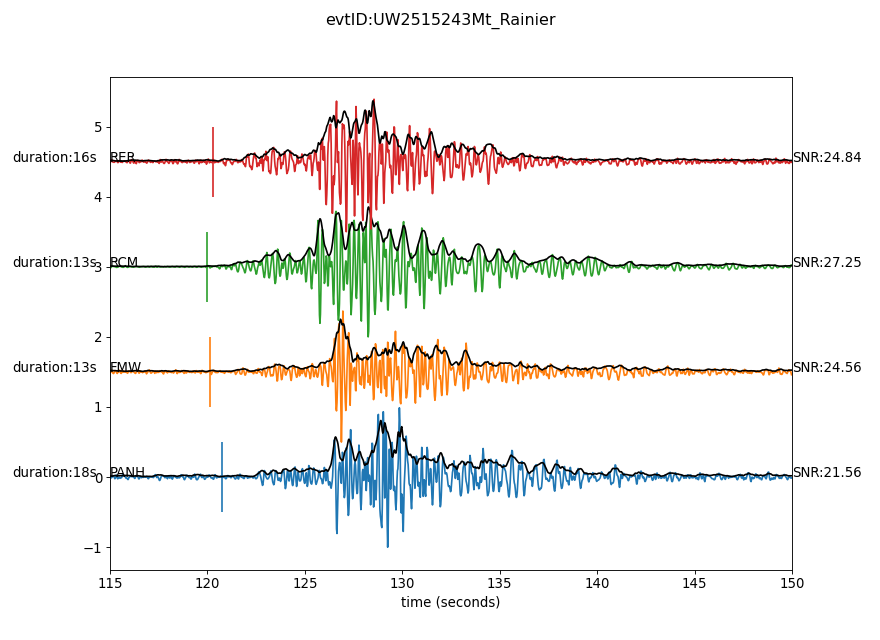 evtID:UW2515243Mt_Rainier
5
duration:16s RER SNR:24.84
4
duration:13s 3 RCM SNR:27.25
2
duration:13s FMW SNR:24.56
1
duration:18s 0 PANH SNR:21.56
−1
115 120 125 130 135 140 145 150
time (seconds)